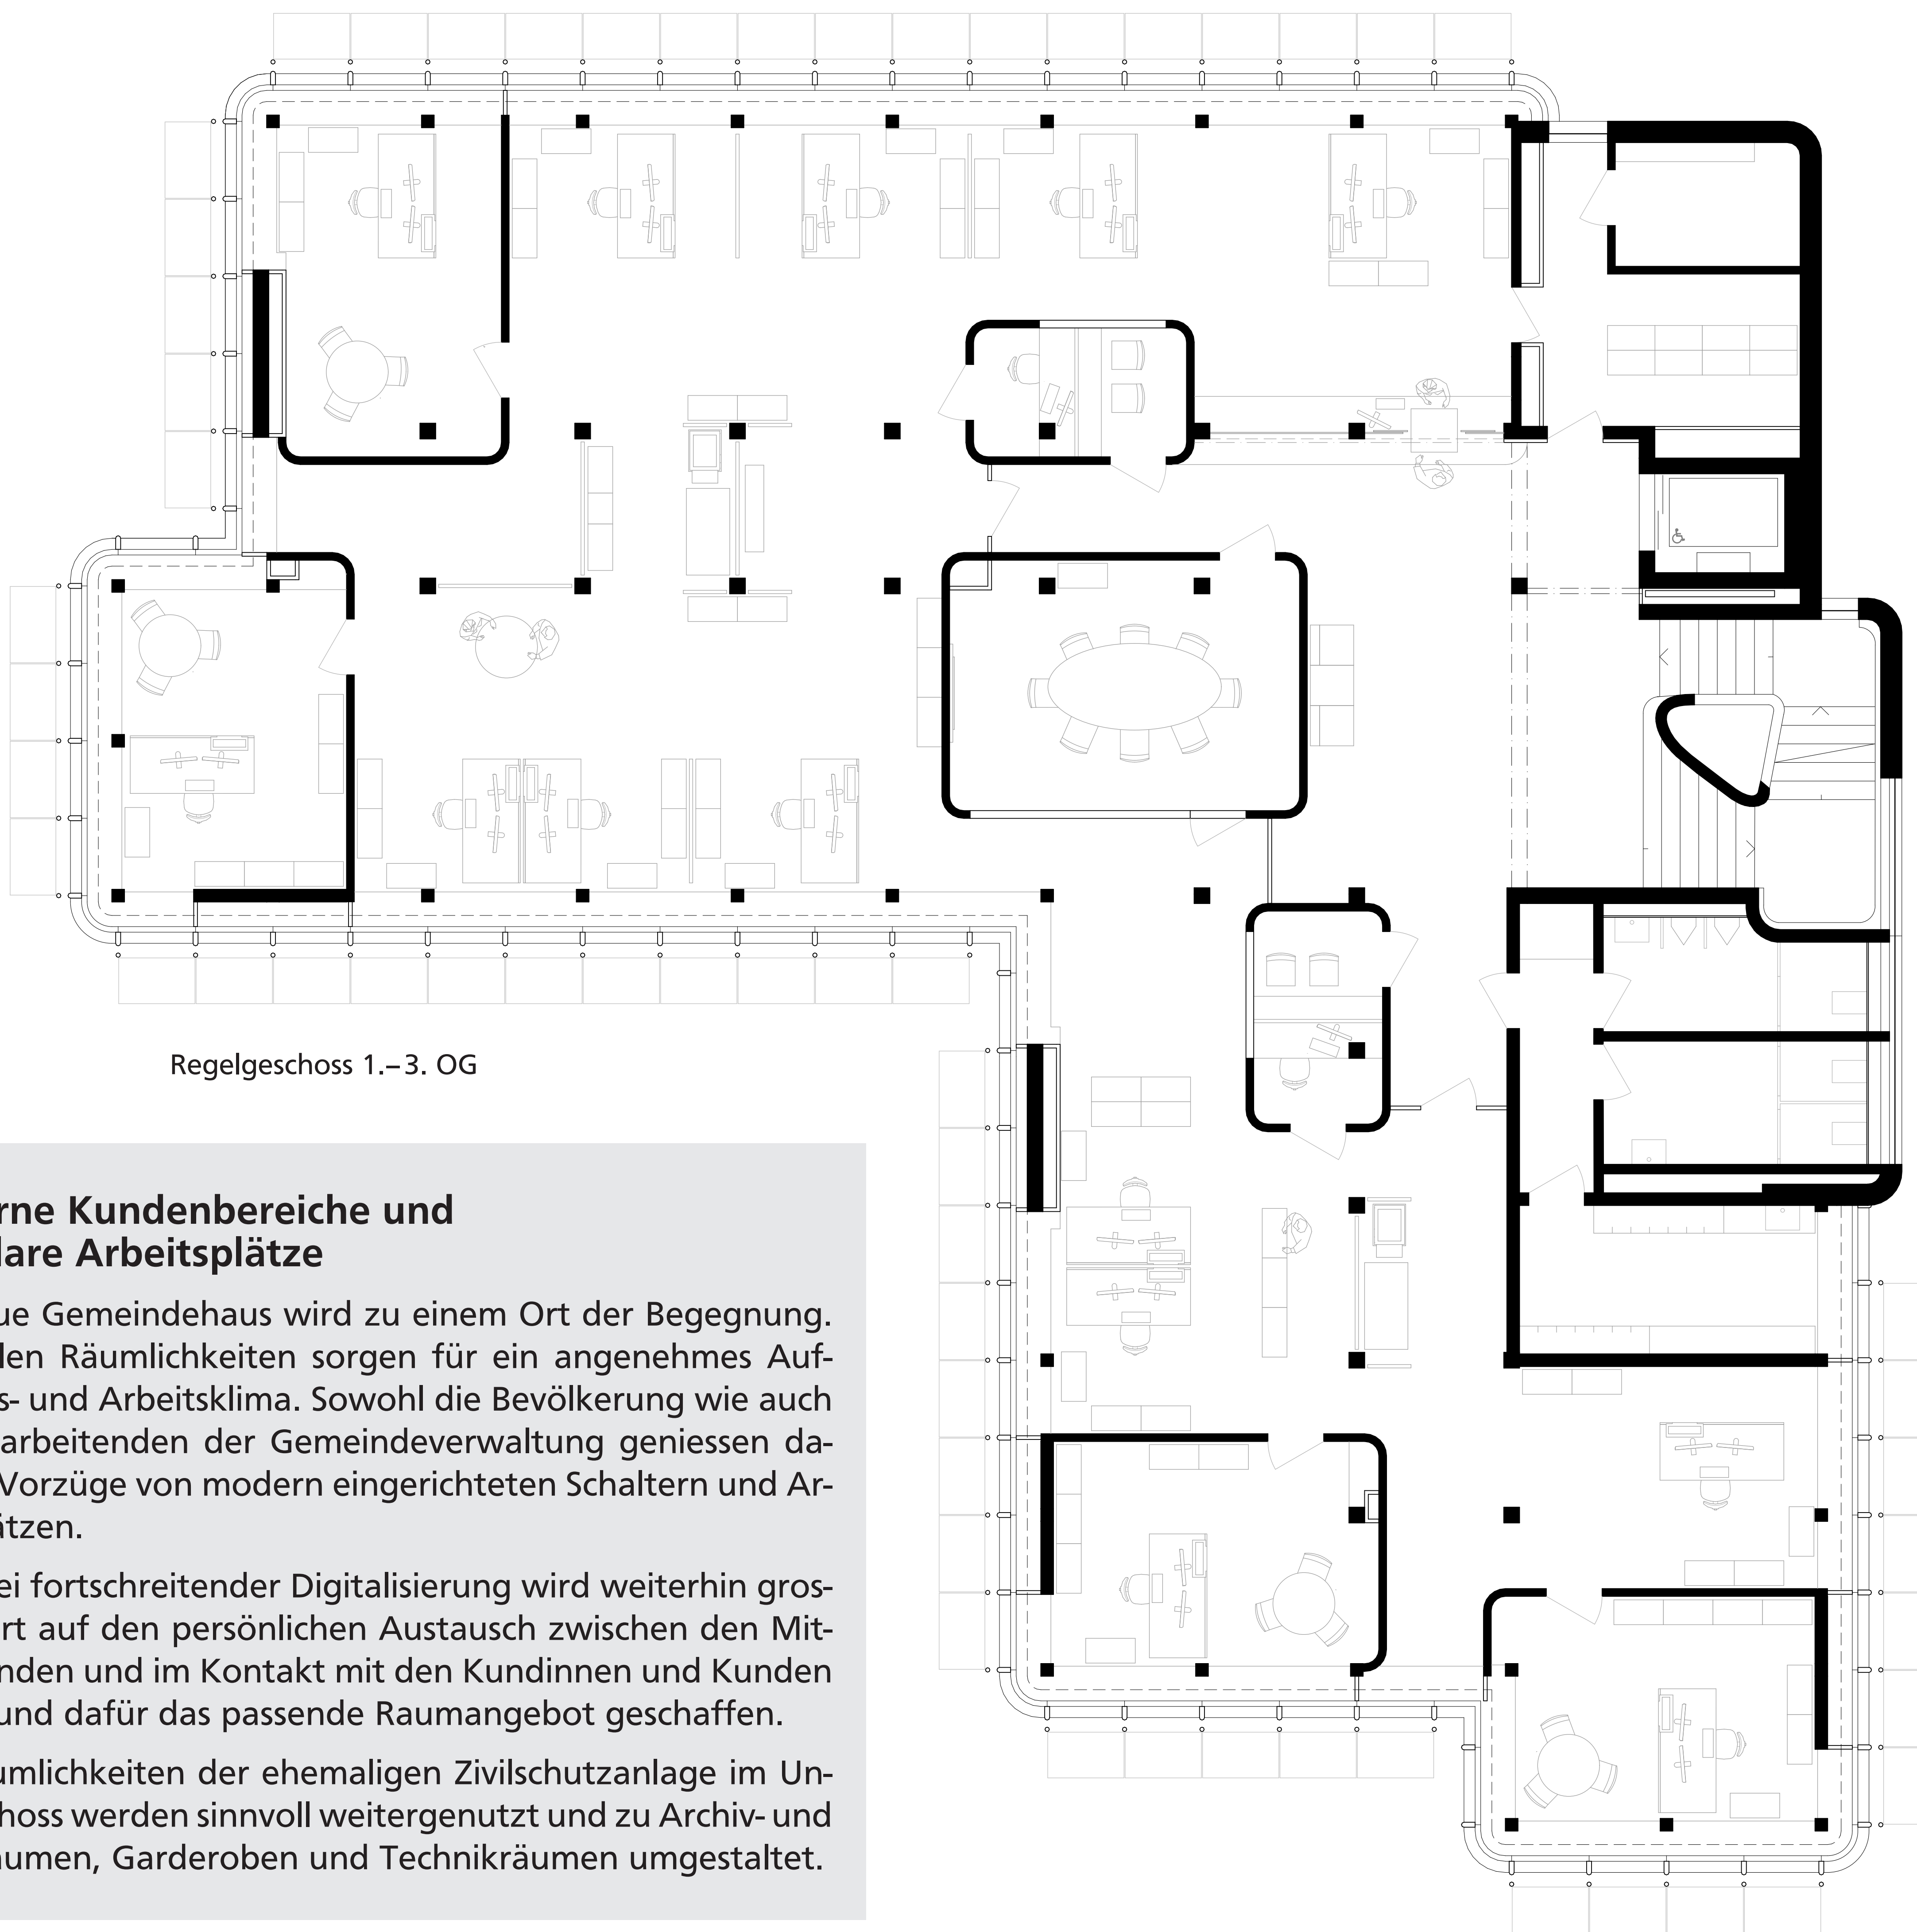 Regelgeschoss 1.–3. OG
rne Kundenbereiche und
lare Arbeitsplätze
ue Gemeindehaus wird zu einem Ort der Begegnung.
len Räumlichkeiten sorgen für ein angenehmes Auf-
s- und Arbeitsklima. Sowohl die Bevölkerung wie auch
arbeitenden der Gemeindeverwaltung geniessen da-
Vorzüge von modern eingerichteten Schaltern und Ar-
ätzen.
ei fortschreitender Digitalisierung wird weiterhin gros-
rt auf den persönlichen Austausch zwischen den Mit-
nden und im Kontakt mit den Kundinnen und Kunden
und dafür das passende Raumangebot geschaffen.
umlichkeiten der ehemaligen Zivilschutzanlage im Un-
hoss werden sinnvoll weitergenutzt und zu Archiv- und
äumen, Garderoben und Technikräumen umgestaltet.